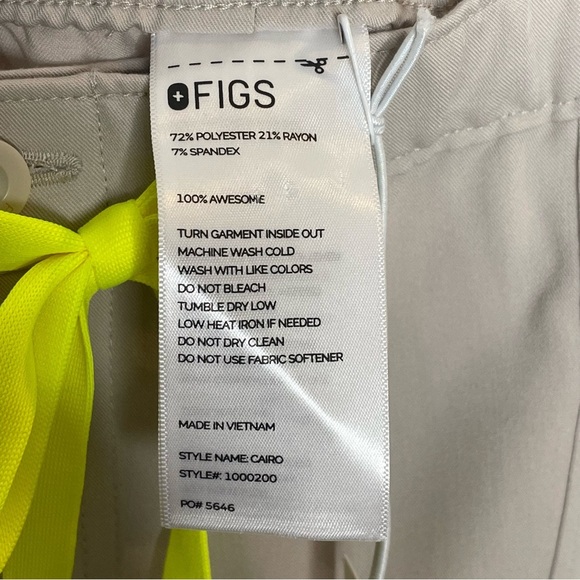 FIGS
72% POLYESTER 21% RAYON
7% SPANDEX
100% AWESOME
TURN GARMENT INSIDE OUT
MACHINE WASH COLD
WASH WITH LIKE COLORS
DO NOT BLEACH
TUMBLE DRY LOW
LOW HEAT IRON IF NEEDED
DO NOT DRY CLEAN
DO NOT USE FABRIC SOFTENER
MADE IN VIETNAM
STYLE NAME: CAIRO
STYLE#: 1000200
PO# 5646